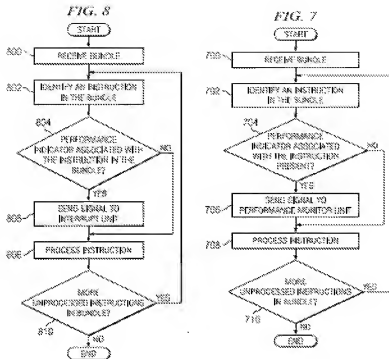 FIG. 8
START
800
RECEIVE BUNDLE
802
IDENTIFY AN INSTRUCTION
IN THE BUNDLE
804
PERFORMANCE
INDICATOR ASSOCIATED WITH
THE INSTRUCTION IN THE
BUNDLE?
NO
YES
SEND SIGNAL TO
INTERRUPT UNIT
PROCESS INSTRUCTION
MORE
UNPROCESSED INSTRUCTIONS
IN BUNDLE?
YES
810
NO
END
FIG. 7
START
700
RECEIVE BUNDLE
702
IDENTIFY AN INSTRUCTION
IN THE BUNDLE
704
PERFORMANCE
INDICATOR ASSOCIATED
WITH THE INSTRUCTION
PRESENT?
NO
YES
706
SEND SIGNAL TO
PERFORMANCE MONITOR UNIT
708
PROCESS INSTRUCTION
MORE
UNPROCESSED INSTRUCTIONS
IN BUNDLE?
YES
710
NO
END